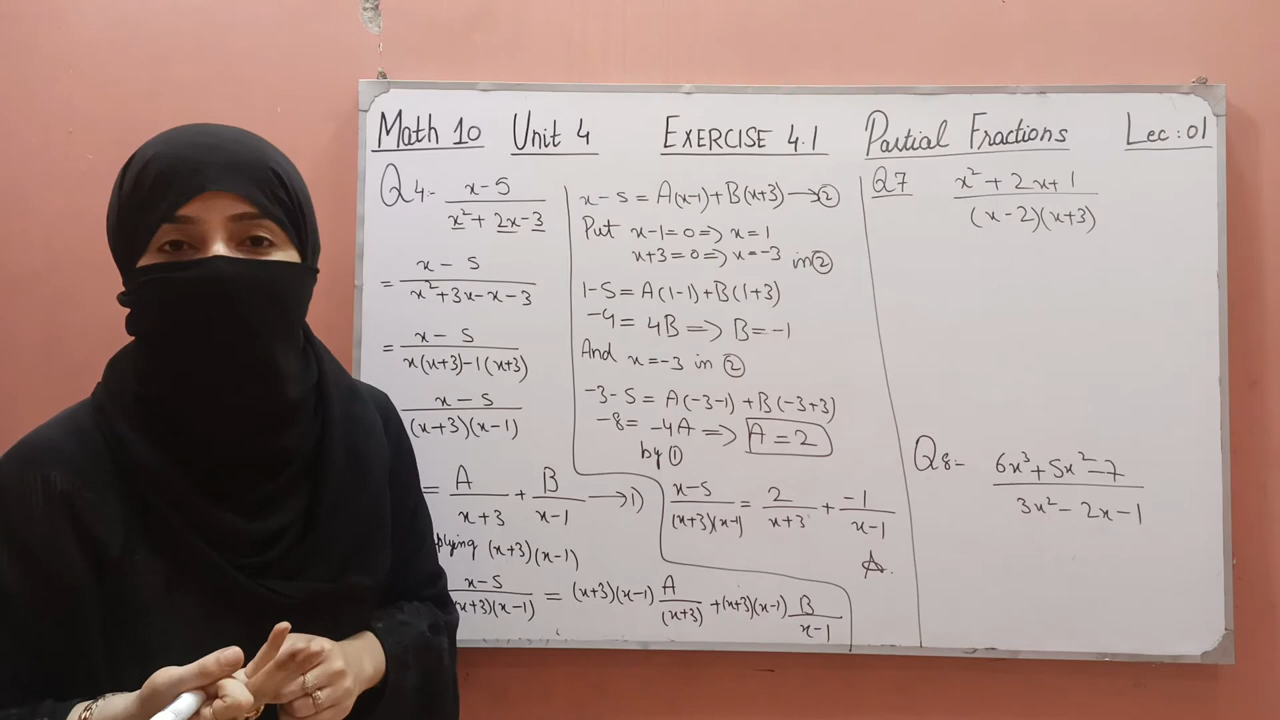 Math 10 Unit 4 EXERCISE 4.1 Partial Fractions Lec:01
Q4:- (x-5)/(x²+2x-3)
= (x-5)/(x²+3x-x-3)
= (x-5)/(x(x+3)-1(x+3))
(x-5)/((x+3)(x-1))
= A/(x+3) + B/(x-1) → 1)
plying (x+3)(x-1)
(x-5)/((x+3)(x-1)) = (x+3)(x-1) A/(x+3) + (x+3)(x-1) B/(x-1)
x-5 = A(x-1)+B(x+3) → ②
Put x-1=0 => x=1
x+3=0 => x=-3 in ②
1-5 = A(1-1)+B(1+3)
-4 = 4B => B=-1
And x=-3 in ②
-3-5 = A(-3-1)+B(-3+3)
-8 = -4A => A=2
by ①
(x-5)/((x+3)(x-1)) = 2/(x+3) + -1/(x-1)
Q7 (x²+2x+1)/((x-2)(x+3))
Q8:- (6x³+5x²-7)/(3x²-2x-1)